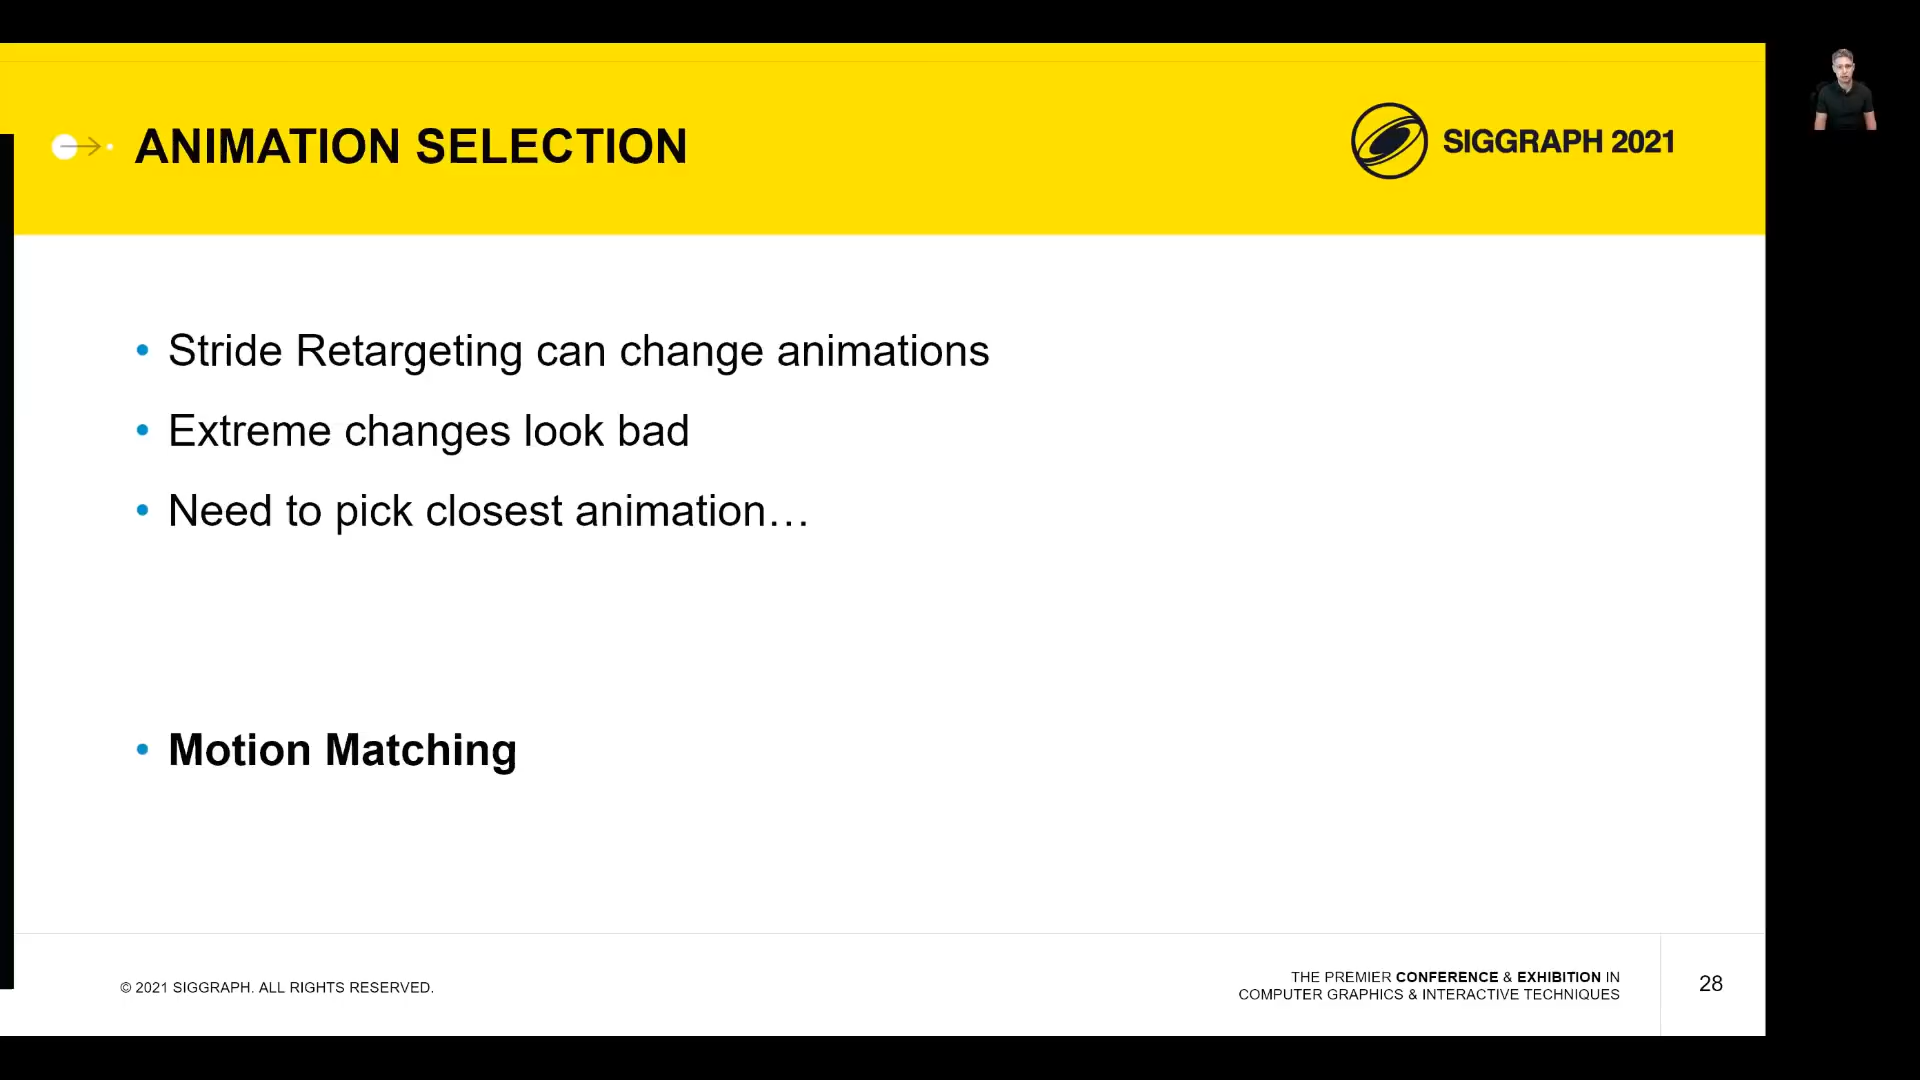 ANIMATION SELECTION
SIGGRAPH 2021
• Stride Retargeting can change animations
• Extreme changes look bad
• Need to pick closest animation…
• Motion Matching
© 2021 SIGGRAPH. ALL RIGHTS RESERVED.
THE PREMIER CONFERENCE & EXHIBITION IN
COMPUTER GRAPHICS & INTERACTIVE TECHNIQUES
28